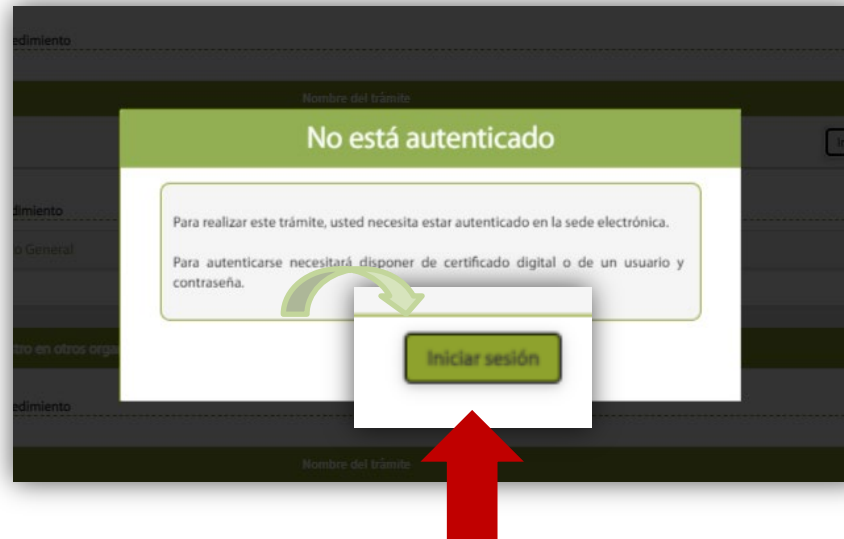 edimiento
Nombre del trámite
No está autenticado
dimiento
o General
Para realizar este trámite, usted necesita estar autenticado en la sede electrónica.
Para autenticarse necesitará disponer de certificado digital o de un usuario y
contraseña.
Iniciar sesión
tro en otros orga
edimiento
Nombre del trámite